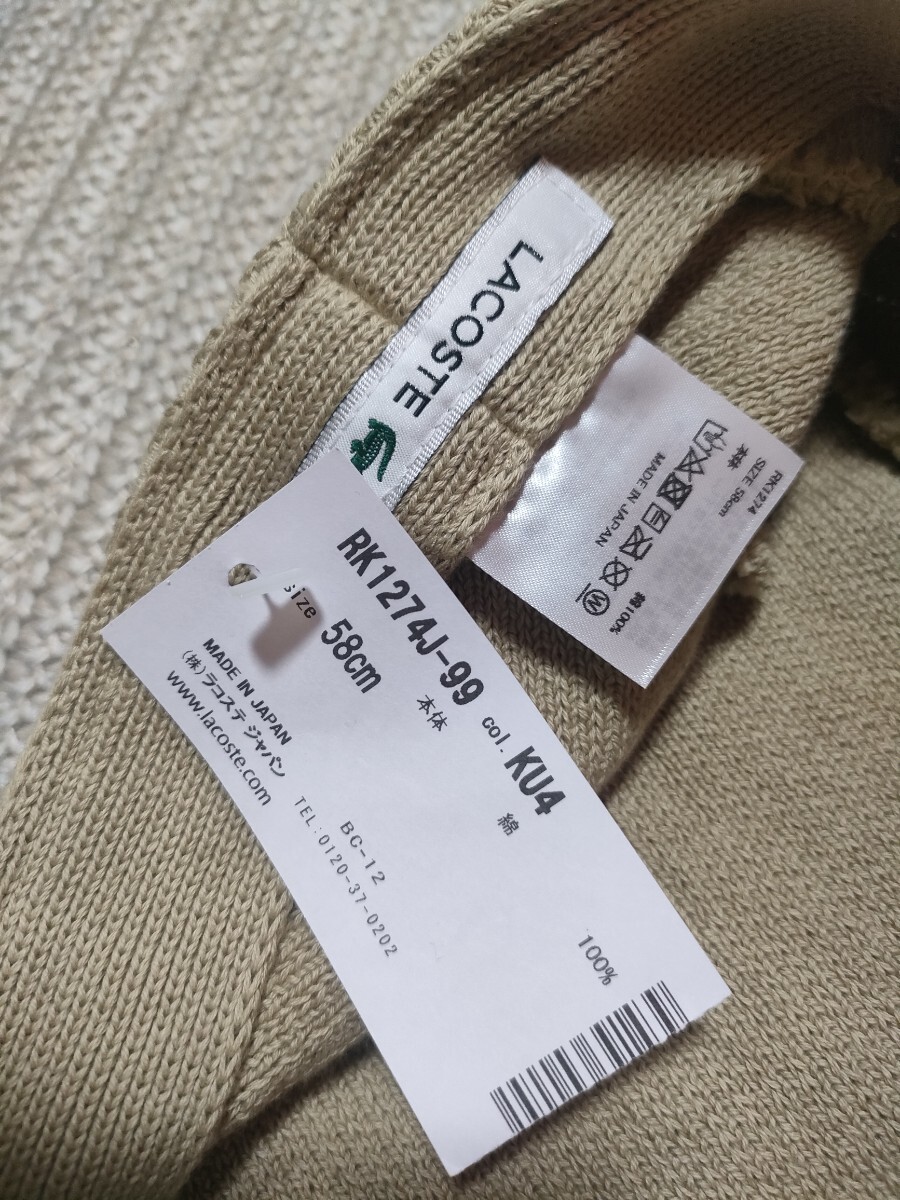 LACOSTE
RK1274
SIZE 58cm
本体
綿100%
MADE IN JAPAN
W
RK1274J-99 col. KU4
size 58cm 本体 綿 100%
MADE IN JAPAN
(株)ラコステ ジャパン
www.lacoste.com
BC-12
TEL:0120-37-0202